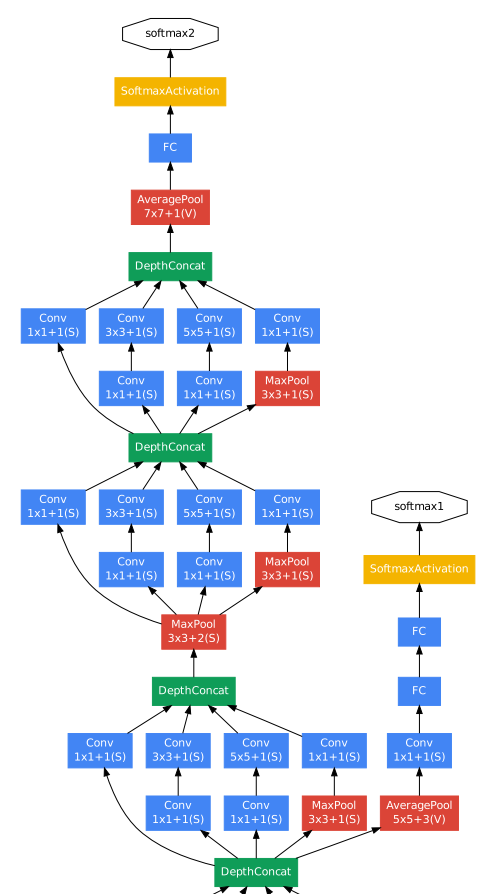 softmax2
SoftmaxActivation
FC
AveragePool
7x7+1(V)
DepthConcat
Conv
1x1+1(S)
Conv
3x3+1(S)
Conv
5x5+1(S)
Conv
1x1+1(S)
Conv
1x1+1(S)
Conv
1x1+1(S)
MaxPool
3x3+1(S)
DepthConcat
Conv
1x1+1(S)
Conv
3x3+1(S)
Conv
5x5+1(S)
Conv
1x1+1(S)
softmax1
Conv
1x1+1(S)
Conv
1x1+1(S)
MaxPool
3x3+1(S)
SoftmaxActivation
MaxPool
3x3+2(S)
FC
DepthConcat
FC
Conv
1x1+1(S)
Conv
3x3+1(S)
Conv
5x5+1(S)
Conv
1x1+1(S)
Conv
1x1+1(S)
Conv
1x1+1(S)
Conv
1x1+1(S)
MaxPool
3x3+1(S)
AveragePool
5x5+3(V)
DepthConcat